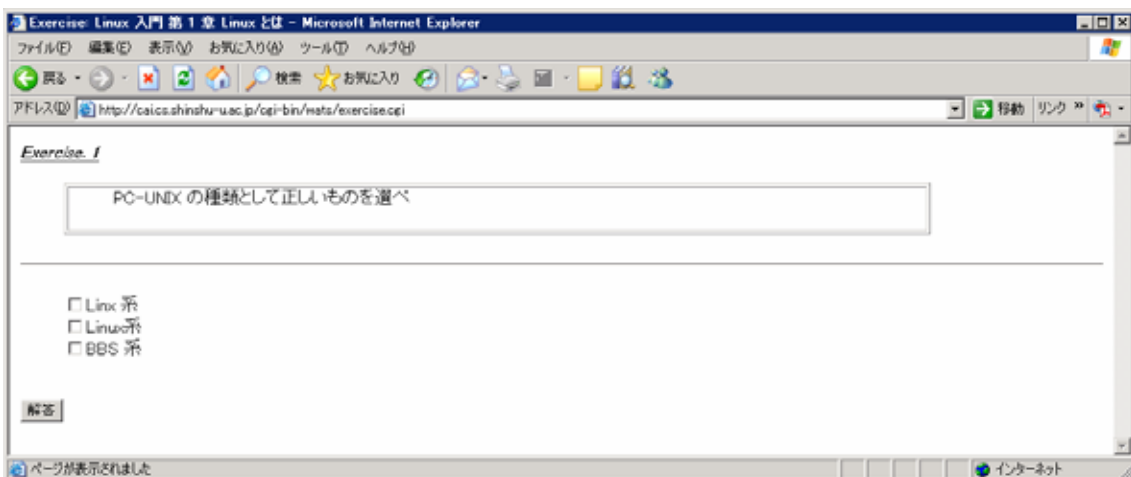 Exercise: Linux 入門 第 1 章 Linux とは - Microsoft Internet Explorer
ファイル(F) 編集(E) 表示(V) お気に入り(A) ツール(T) ヘルプ(H)
戻る 検索 お気に入り
アドレス(D) http://caics.shinshu-u.ac.jp/cgi-bin/mats/exercise.cgi 移動 リンク »
Exercise. 1
PC-UNIX の種類として正しいものを選べ
Linx 系
Linux系
BBS 系
解答
ページが表示されました インターネット